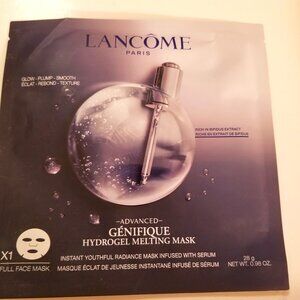 LANCÔME
PARIS
GLOW - PLUMP - SMOOTH
ÉCLAT - REBOND - TEXTURE
RICH IN BIFIDUS EXTRACT
RICHE EN EXTRAIT DE BIFIDUS
—ADVANCED—
GÉNIFIQUE
HYDROGEL MELTING MASK
X1
FULL FACE MASK
INSTANT YOUTHFUL RADIANCE MASK INFUSED WITH SERUM
MASQUE ÉCLAT DE JEUNESSE INSTANTANÉ INFUSÉ DE SÉRUM
28 g
NET WT. 0.98 OZ.